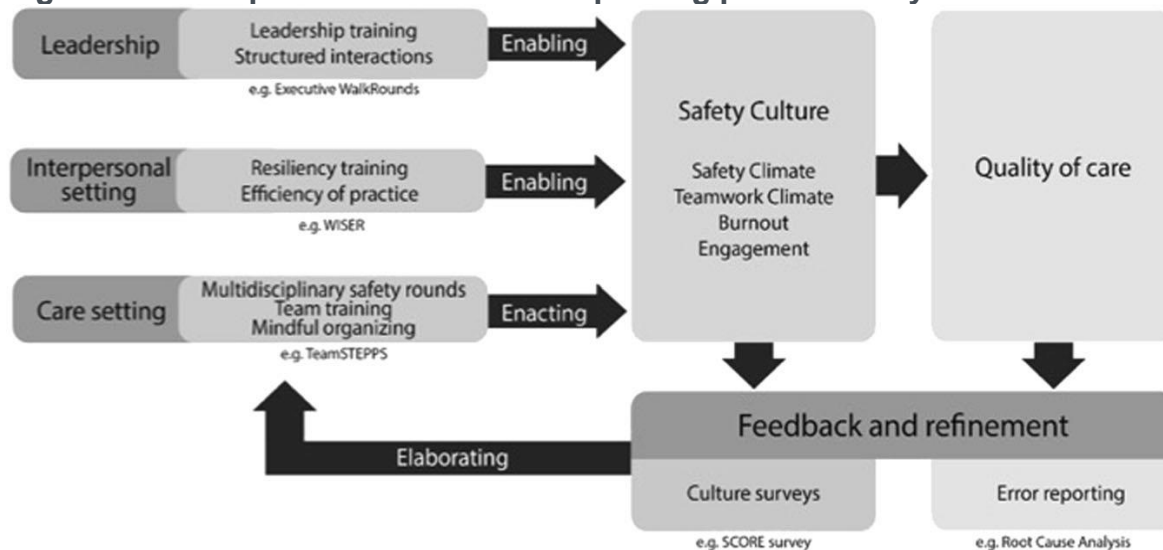 Leadership
Leadership training
Structured interactions
e.g. Executive WalkRounds
Enabling
Interpersonal
setting
Resiliency training
Efficiency of practice
e.g. WISER
Enabling
Care setting
Multidisciplinary safety rounds
Team training
Mindful organizing
e.g. TeamSTEPPS
Enacting
Safety Culture
Safety Climate
Teamwork Climate
Burnout
Engagement
Quality of care
Feedback and refinement
Elaborating
Culture surveys
e.g. SCORE survey
Error reporting
e.g. Root Cause Analysis